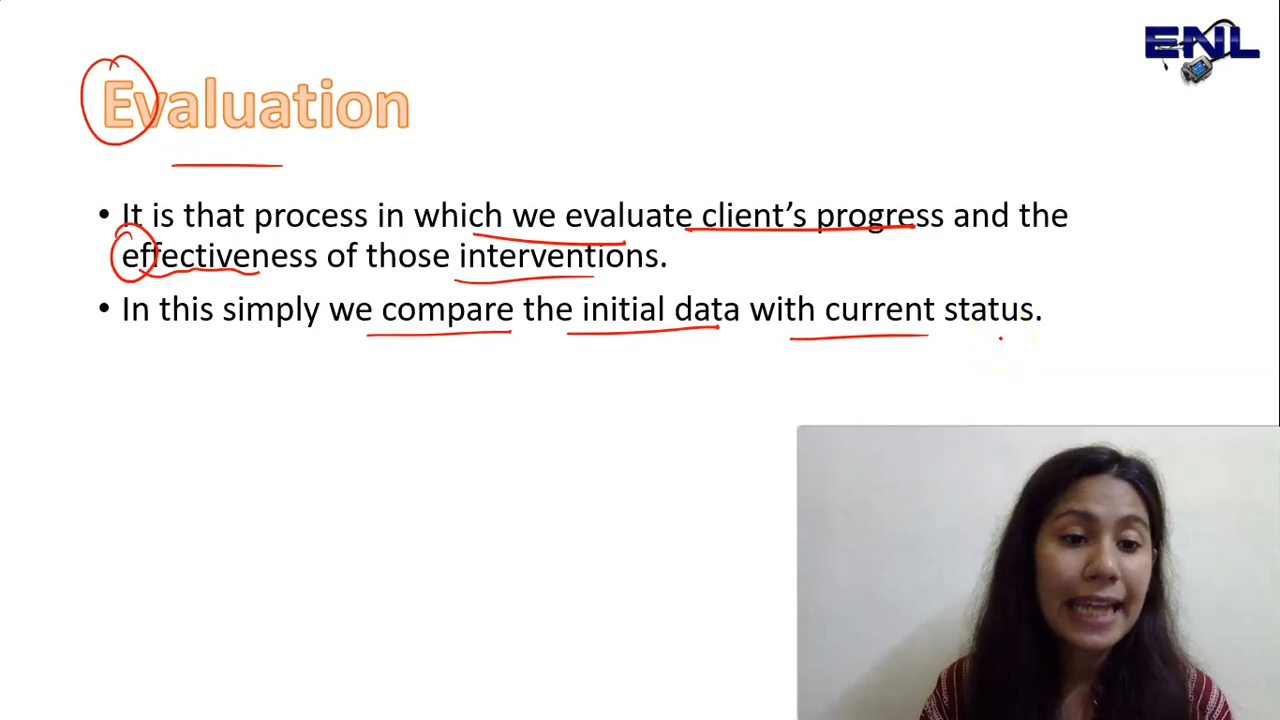 ENL
Evaluation
• It is that process in which we evaluate client's progress and the
effectiveness of those interventions.
• In this simply we compare the initial data with current status.